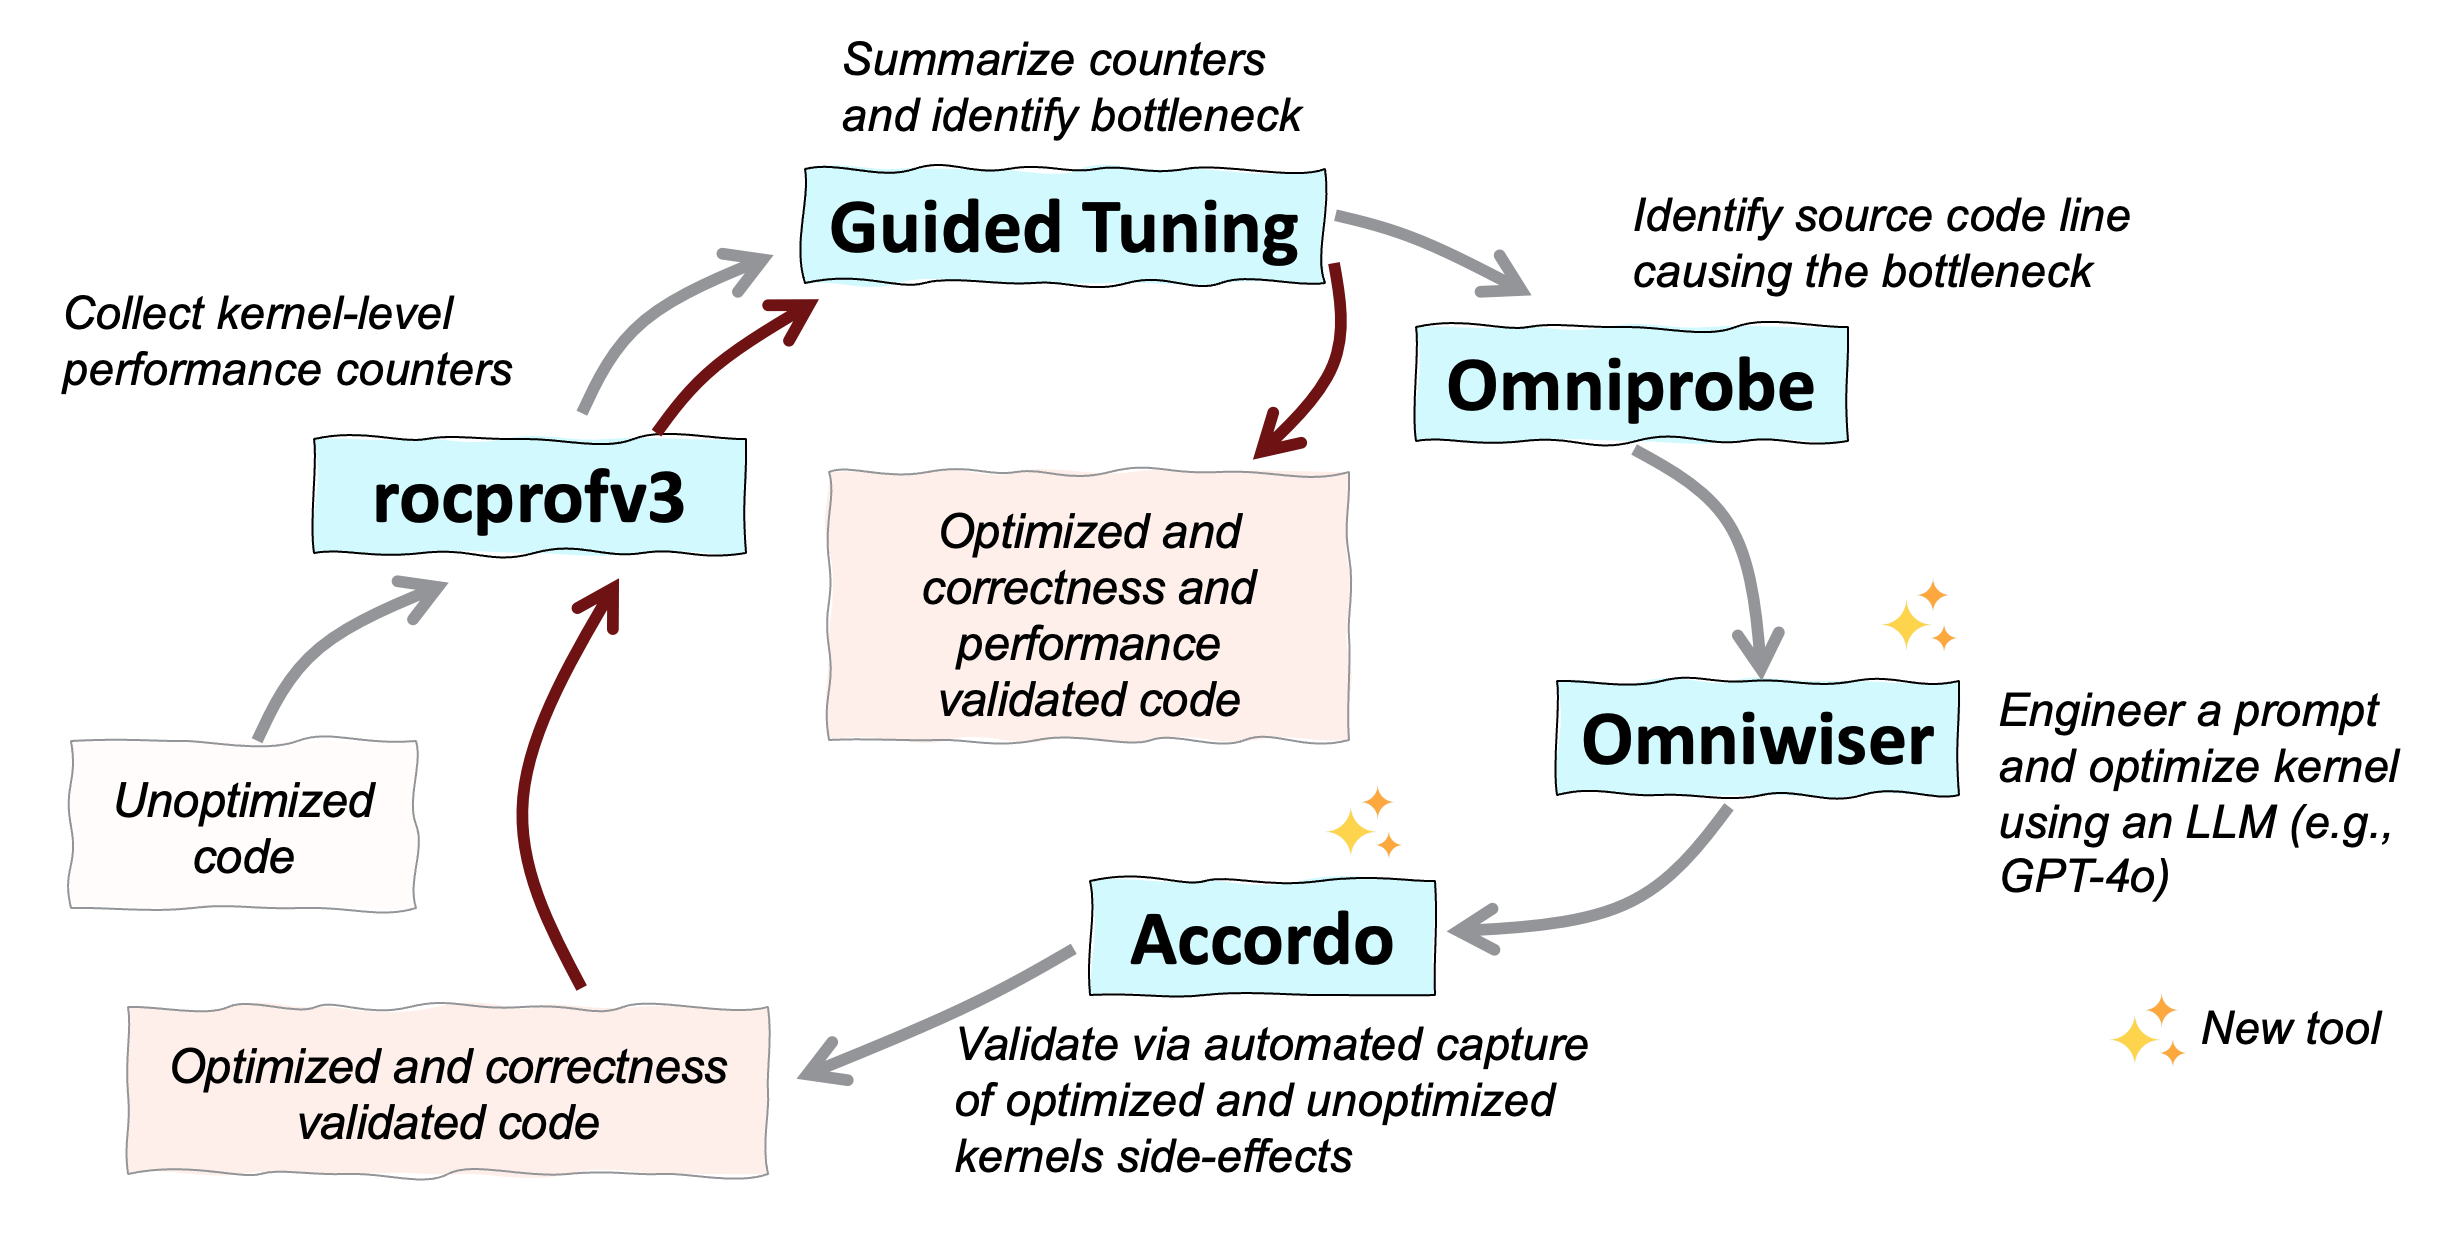 Summarize counters
and identify bottleneck
Guided Tuning
Identify source code line
causing the bottleneck
Omniprobe
Collect kernel-level
performance counters
rocprofv3
Optimized and
correctness and
performance
validated code
Unoptimized
code
Omniwiser
Engineer a prompt
and optimize kernel
using an LLM (e.g.,
GPT-4o)
Accordo
Validate via automated capture
of optimized and unoptimized
kernels side-effects
Optimized and correctness
validated code
New tool